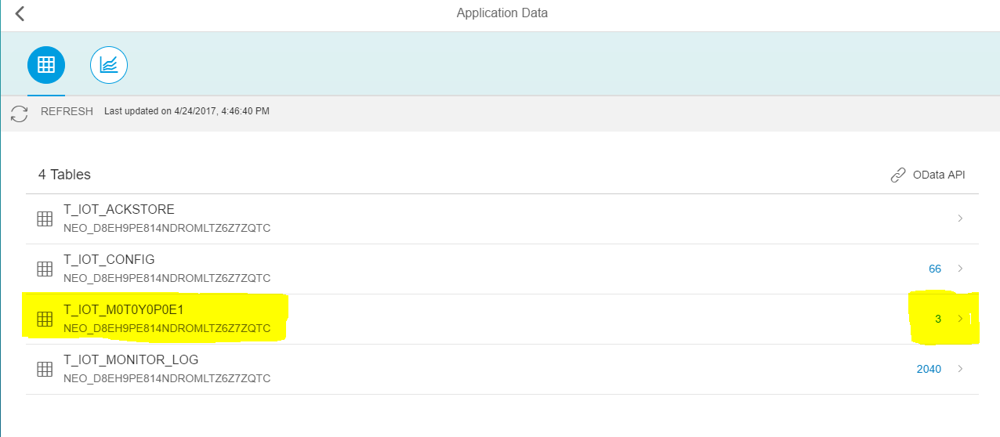 Application Data
REFRESH Last updated on 4/24/2017, 4:46:40 PM
4 Tables OData API
T_IOT_ACKSTORE
NEO_D8EH9PE814NDROMLTZ6Z7ZQTC
T_IOT_CONFIG
NEO_D8EH9PE814NDROMLTZ6Z7ZQTC 66
T_IOT_M0T0Y0P0E1
NEO_D8EH9PE814NDROMLTZ6Z7ZQTC 3
T_IOT_MONITOR_LOG
NEO_D8EH9PE814NDROMLTZ6Z7ZQTC 2040